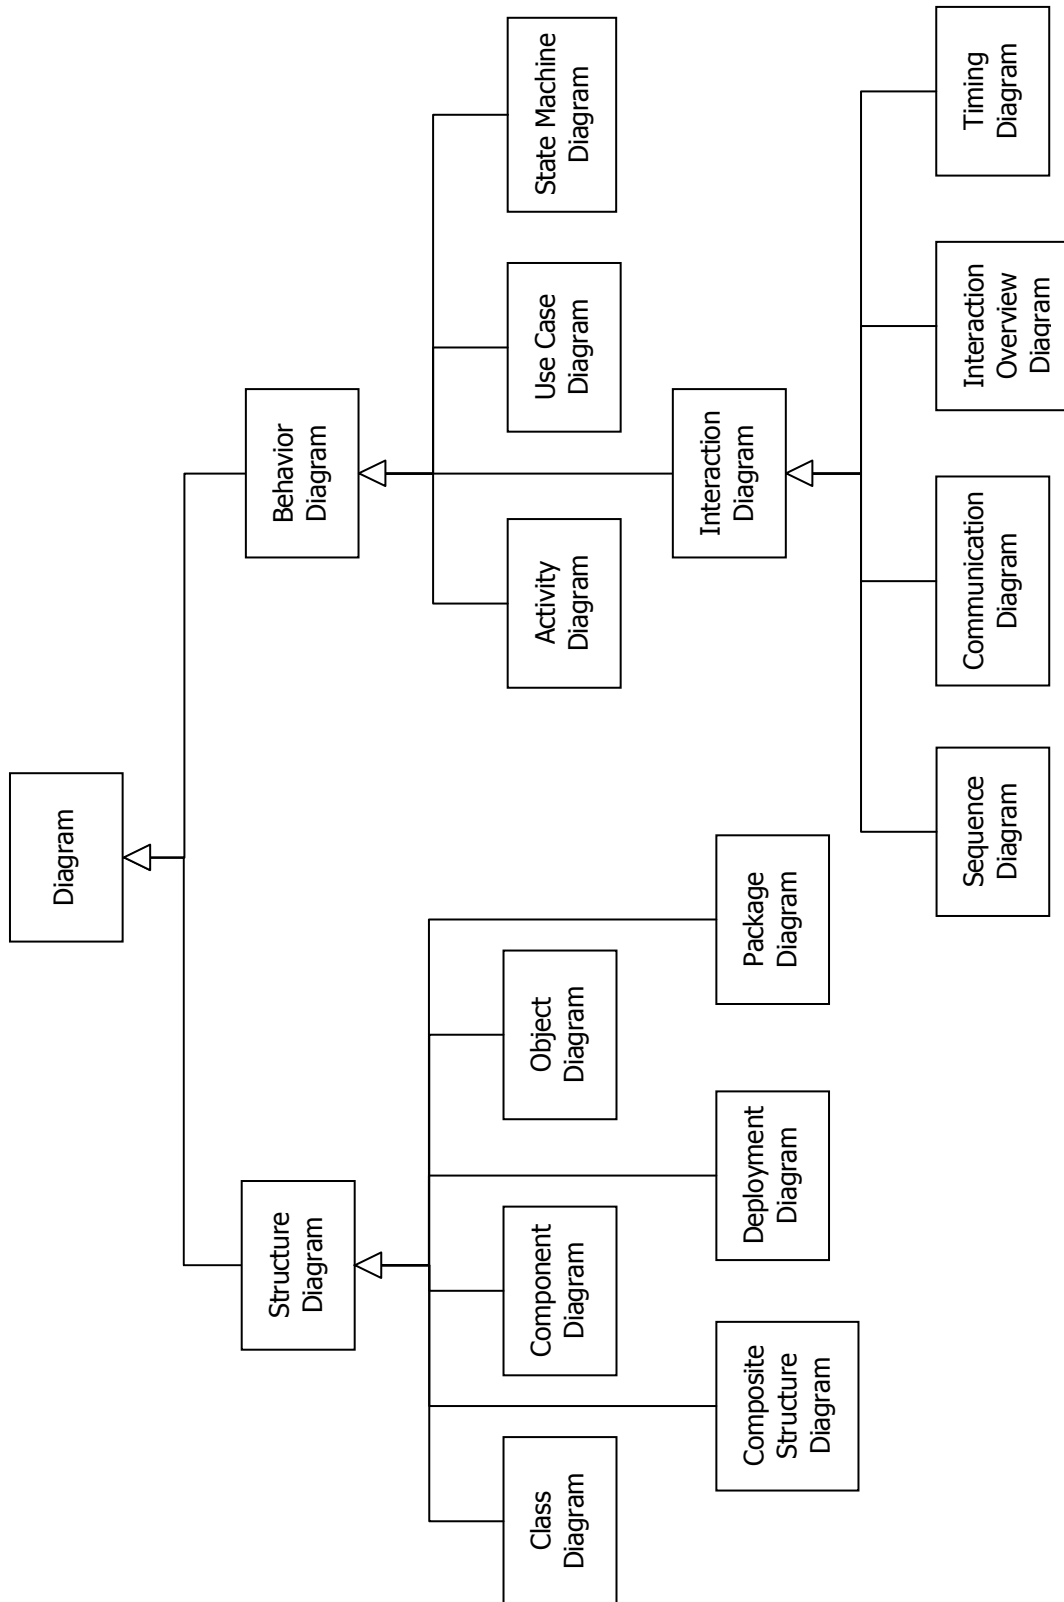 Diagram
Structure
Diagram
Behavior
Diagram
Class
Diagram
Component
Diagram
Object
Diagram
Activity
Diagram
Use Case
Diagram
State Machine
Diagram
Composite
Structure
Diagram
Deployment
Diagram
Package
Diagram
Interaction
Diagram
Sequence
Diagram
Communication
Diagram
Interaction
Overview
Diagram
Timing
Diagram